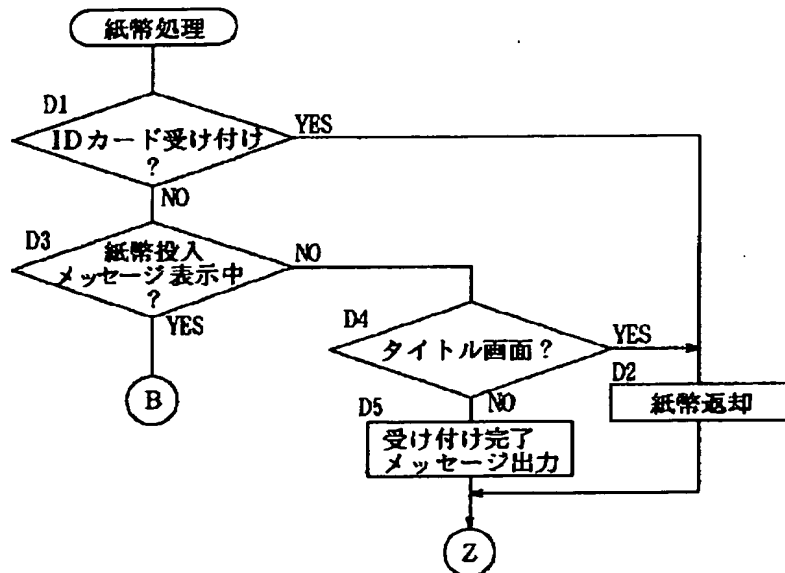 紙幣処理
D1
IDカード受け付け
?
YES
NO
D3
紙幣投入
メッセージ表示中
?
NO
YES
D4
タイトル画面?
YES
NO
B
D2
紙幣返却
D5
受け付け完了
メッセージ出力
Z